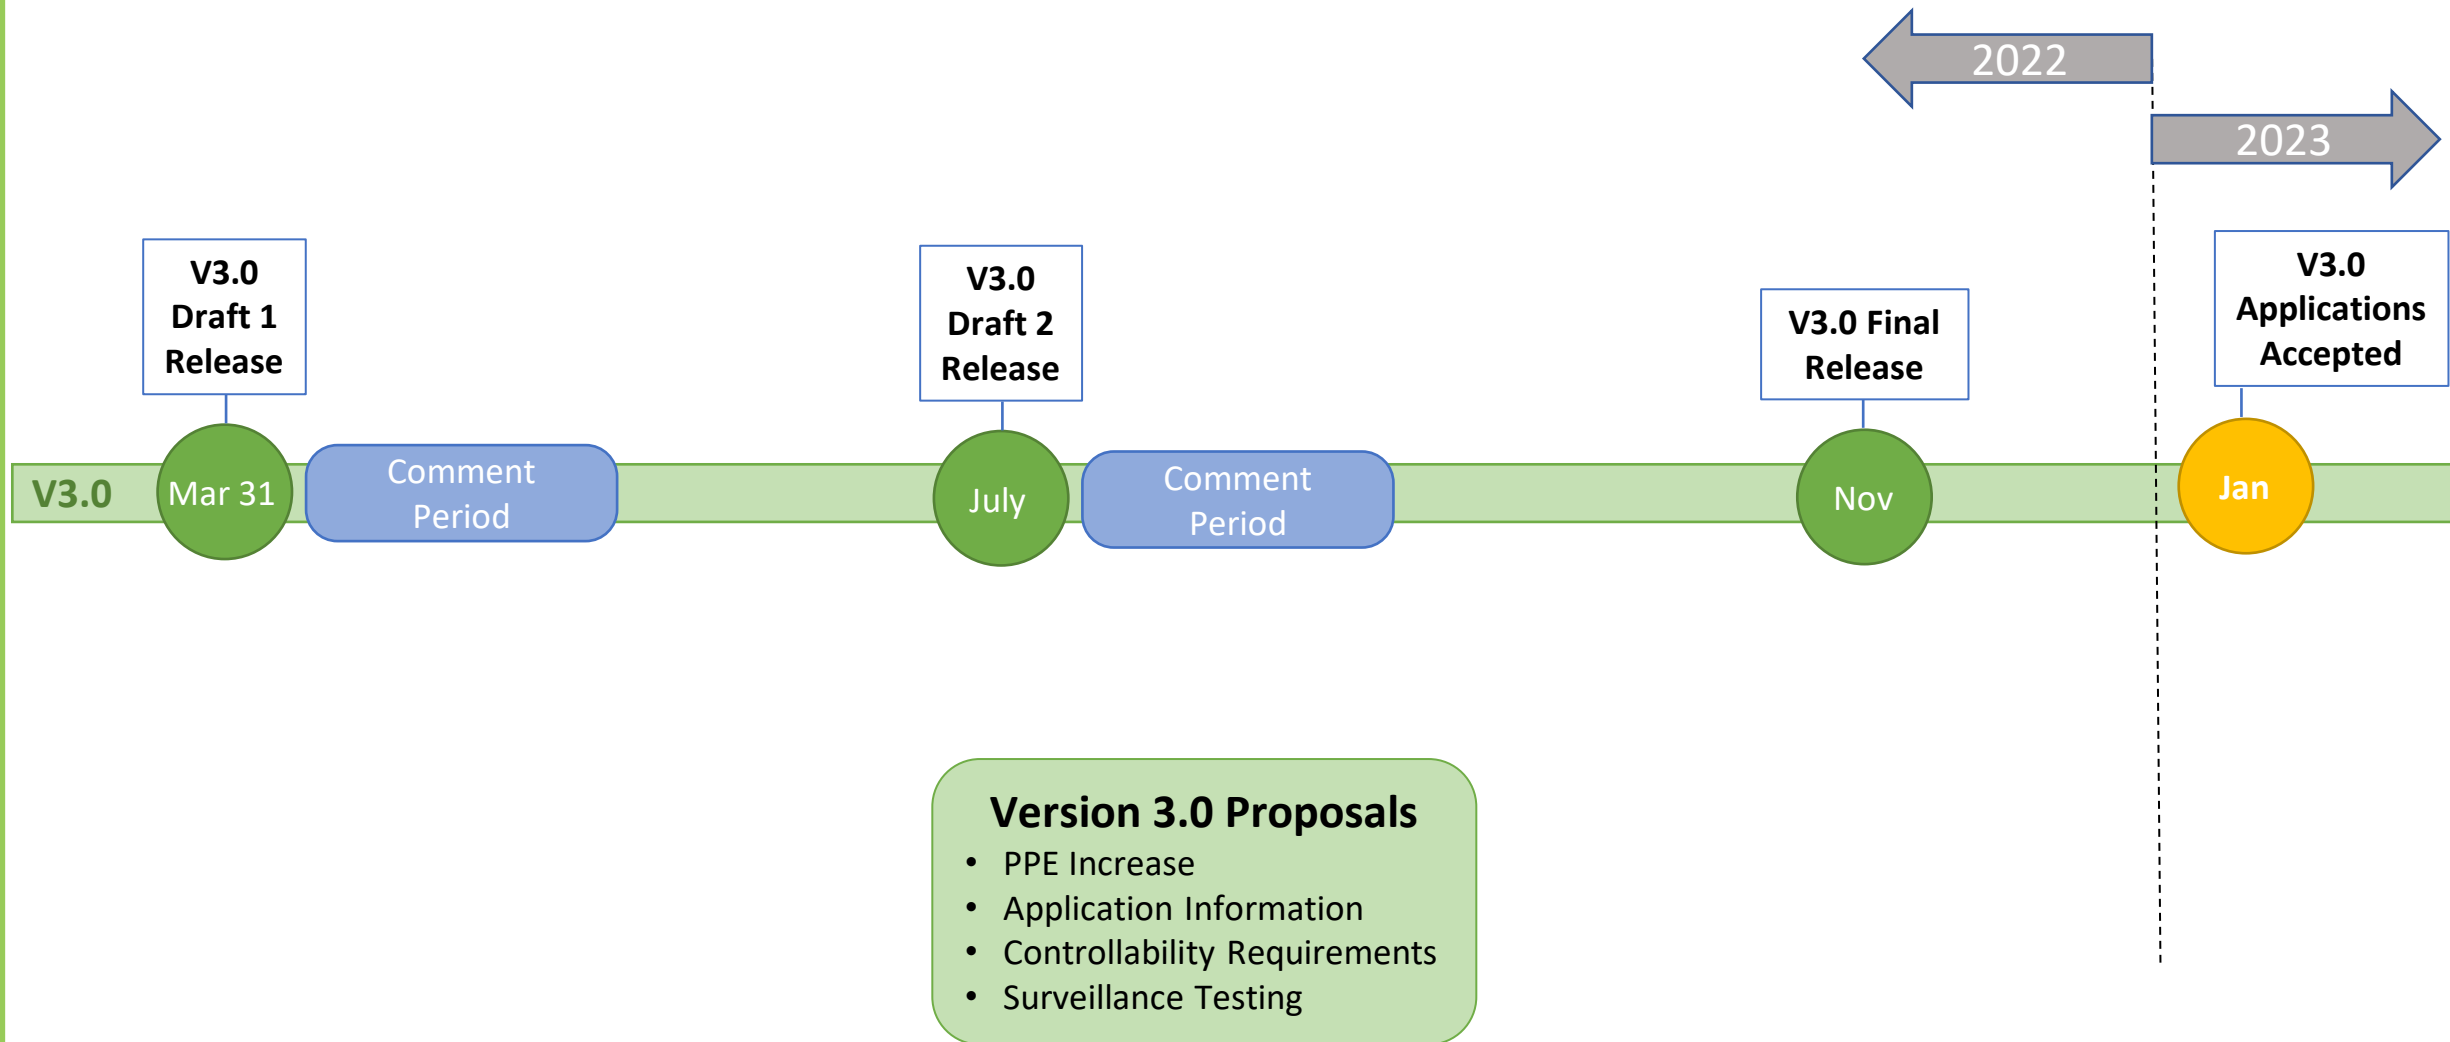 2022
2023
V3.0
Draft 1
Release
V3.0
Draft 2
Release
V3.0 Final
Release
V3.0
Applications
Accepted
V3.0
Mar 31
Comment
Period
July
Comment
Period
Nov
Jan
Version 3.0 Proposals
• PPE Increase
• Application Information
• Controllability Requirements
• Surveillance Testing